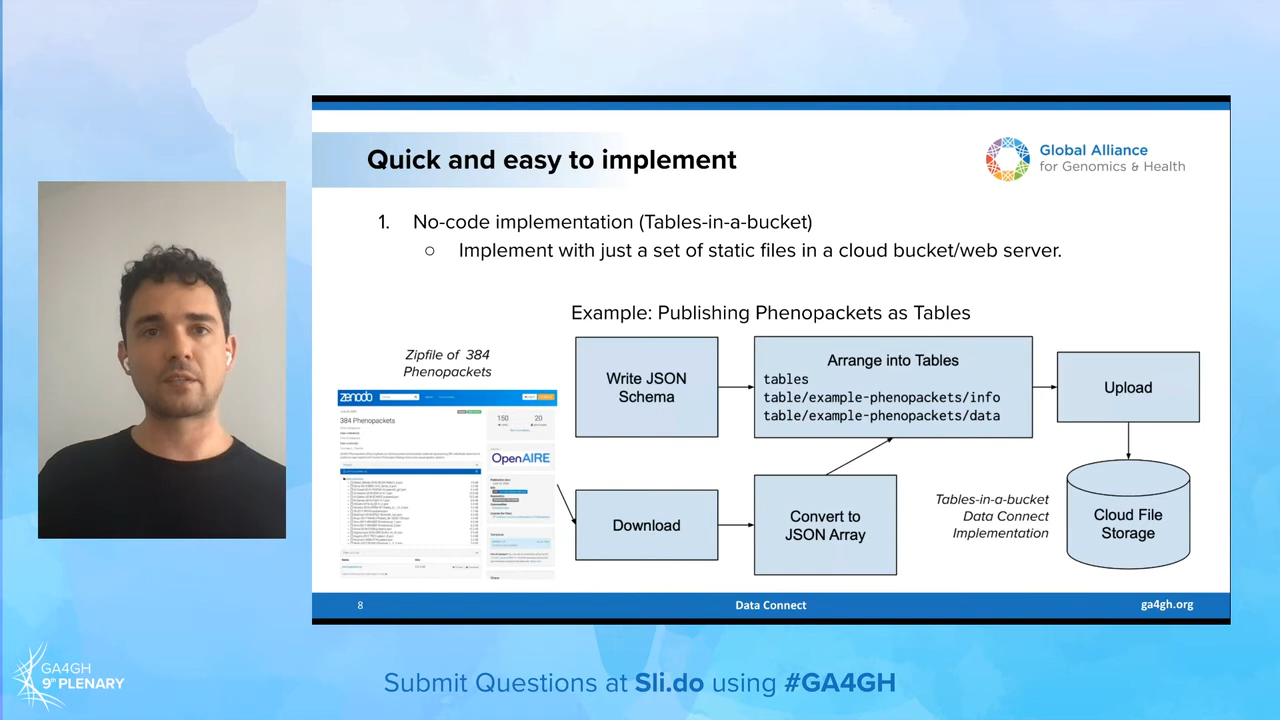 Quick and easy to implement
Global Alliance
for Genomics & Health
1. No-code implementation (Tables-in-a-bucket)
○ Implement with just a set of static files in a cloud bucket/web server.
Example: Publishing Phenopackets as Tables
Zipfile of 384
Phenopackets
zenodo
384 Phenopackets
150
20
OpenAIRE
Write JSON
Schema
Arrange into Tables
tables
table/example-phenopackets/info
table/example-phenopackets/data
Upload
Download
Convert to
JSON Array
Tables-in-a-bucket
Data Connect
Implementation
Cloud File
Storage
8
Data Connect
ga4gh.org
GA4GH
9th PLENARY
Submit Questions at Sli.do using #GA4GH